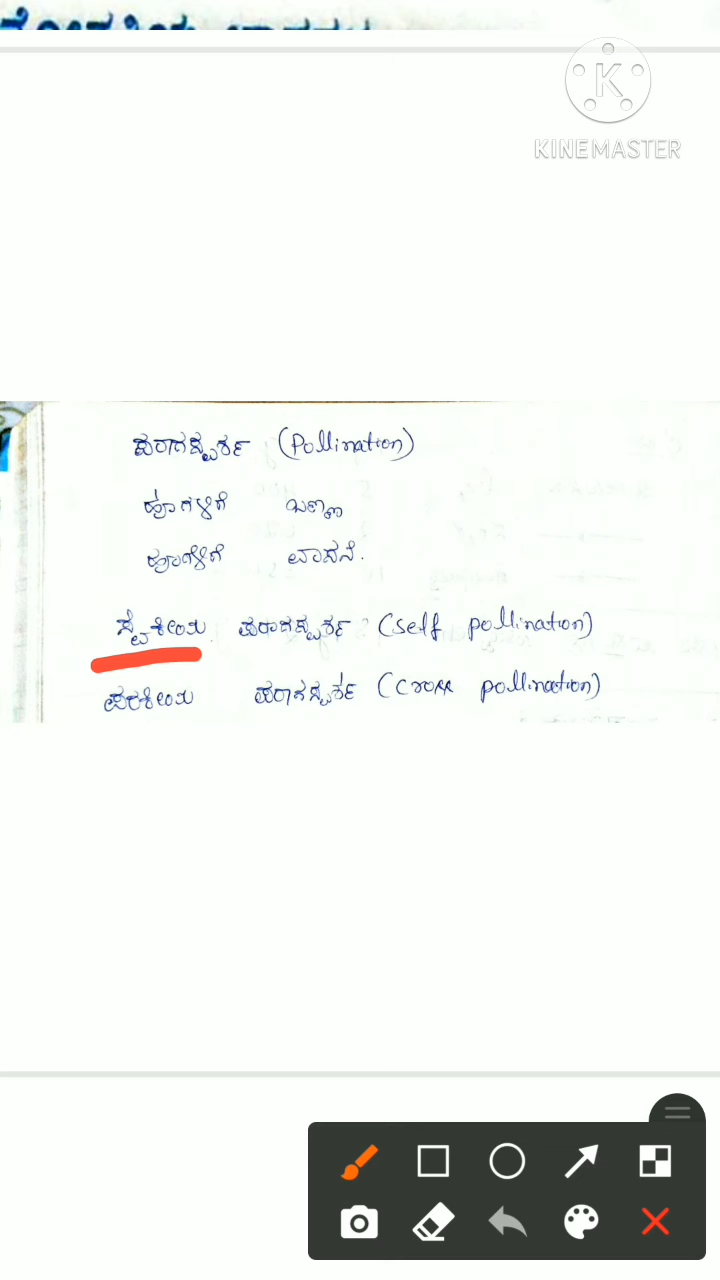 KINEMASTER
ಪರಾಗಸ್ಪರ್ಶ (Pollination)
ಹೂಗಳಿಗೆ ಬಣ್ಣ
ಹೂಗಳಿಗೆ ವಾಸನೆ.
ಸ್ವಕೀಯ ಪರಾಗಸ್ಪರ್ಶ (Self pollination)
ಪರಕೀಯ ಪರಾಗಸ್ಪರ್ಶ (Cross pollination)